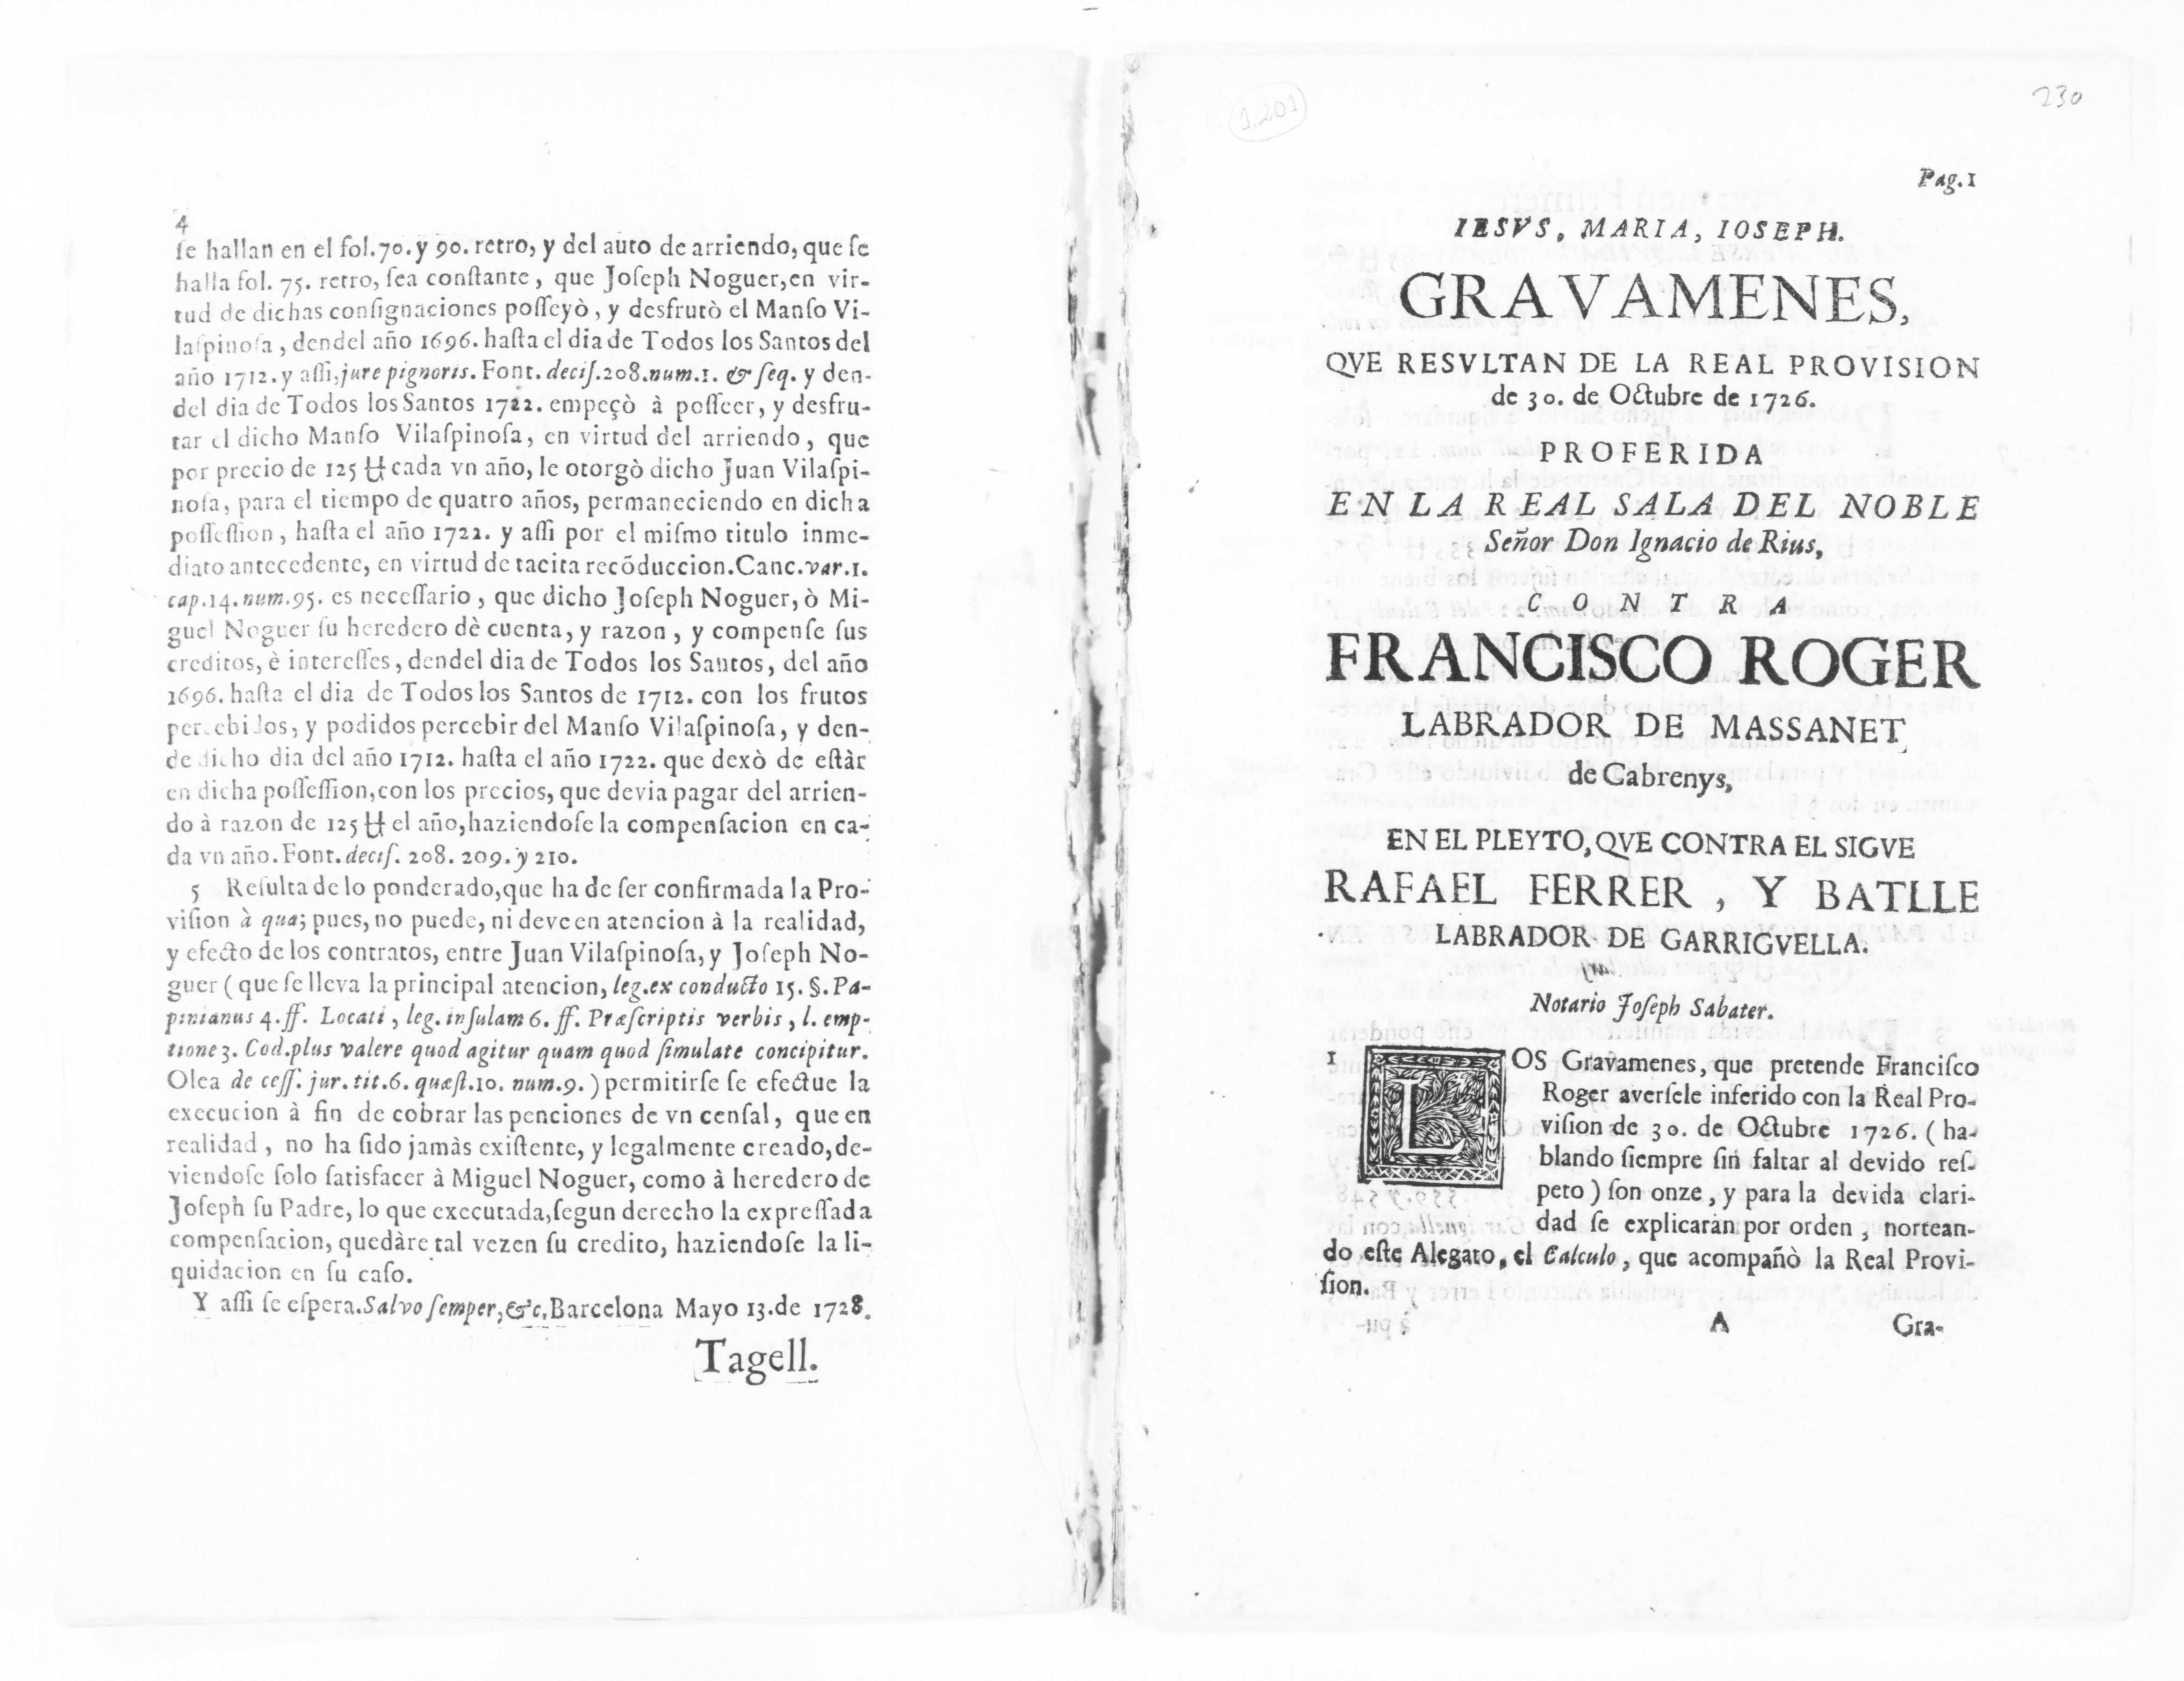 4
ſe hallan en el fol.70. y 90. retro, y del auto de arriendo, que ſe
halla fol. 75. retro, ſea conſtante, que Joſeph Noguer, en vir-
tud de dichas conſignaciones poſſeyò, y desfrutò el Manſo Vi-
laſpinoſa, dendel año 1696. haſta el dia de Todos los Santos del
año 1712. y aſſi, jure pignoris. Font. deciſ.208.num.1. & ſeq. y den-
del dia de Todos los Santos 1722. empeçò à poſſeer, y desfru-
tar el dicho Manſo Vilaſpinoſa, en virtud del arriendo, que
por precio de 125 ℔ cada vn año, le otorgò dicho Juan Vilaſpi-
noſa, para el tiempo de quatro años, permaneciendo en dicha
poſſeſſion, haſta el año 1722. y aſſi por el miſmo titulo inme-
diato antecedente, en virtud de tacita recõduccion. Canc.var.1.
cap.14.num.95. es neceſſario, que dicho Joſeph Noguer, ò Mi-
guel Noguer ſu heredero dè cuenta, y razon, y compenſe ſus
creditos, è intereſſes, dendel dia de Todos los Santos, del año
1696. haſta el dia de Todos los Santos de 1712. con los frutos
percebidos, y podidos percebir del Manſo Vilaſpinoſa, y den-
de dicho dia del año 1712. haſta el año 1722. que dexò de eſtàr
en dicha poſſeſſion, con los precios, que devia pagar del arrien-
do à razon de 125 ℔ el año, haziendoſe la compenſacion en ca-
da vn año. Font. deciſ. 208. 209. y 210.
5 Reſulta de lo ponderado, que ha de ſer confirmada la Pro-
viſion à qua; pues, no puede, ni deve en atencion à la realidad,
y efecto de los contratos, entre Juan Vilaſpinoſa, y Joſeph No-
guer ( que ſe lleva la principal atencion, leg.ex conducto 15. §. Pa-
pinianus 4. ff. Locati, leg. inſulam 6. ff. Præſcriptis verbis, l. emp-
tione 3. Cod.plus valere quod agitur quam quod ſimulate concipitur.
Olea de ceſſ. jur. tit.6. quæſt.10. num.9. ) permitirſe ſe efectue la
execucion à fin de cobrar las penciones de vn cenſal, que en
realidad, no ha ſido jamàs exiſtente, y legalmente creado, de-
viendoſe ſolo ſatisfacer à Miguel Noguer, como à heredero de
Joſeph ſu Padre, lo que executada, ſegun derecho la expreſſada
compenſacion, quedàre tal vez en ſu credito, haziendoſe la li-
quidacion en ſu caſo.
Y aſſi ſe eſpera. Salvo ſemper, &c. Barcelona Mayo 13. de 1728.
Tagell.
1.201
230
Pag. 1
IESVS, MARIA, IOSEPH.
GRAVAMENES,
QVE RESVLTAN DE LA REAL PROVISION
de 30. de Octubre de 1726.
PROFERIDA
EN LA REAL SALA DEL NOBLE
Señor Don Ignacio de Rius,
CONTRA
FRANCISCO ROGER
LABRADOR DE MASSANET
de Cabrenys,
EN EL PLEYTO, QVE CONTRA EL SIGVE
RAFAEL FERRER, Y BATLLE
LABRADOR DE GARRIGVELLA.
Notario Joſeph Sabater.
1 LOS Gravamenes, que pretende Franciſco
Roger averſele inferido con la Real Pro-
viſion de 30. de Octubre 1726. ( ha-
blando ſiempre ſin faltar al devido reſ-
peto ) ſon onze, y para la devida clari-
dad ſe explicaràn por orden, nortean-
do eſte Alegato, el Calculo, que acompañò la Real Provi-
ſion.
A Gra-